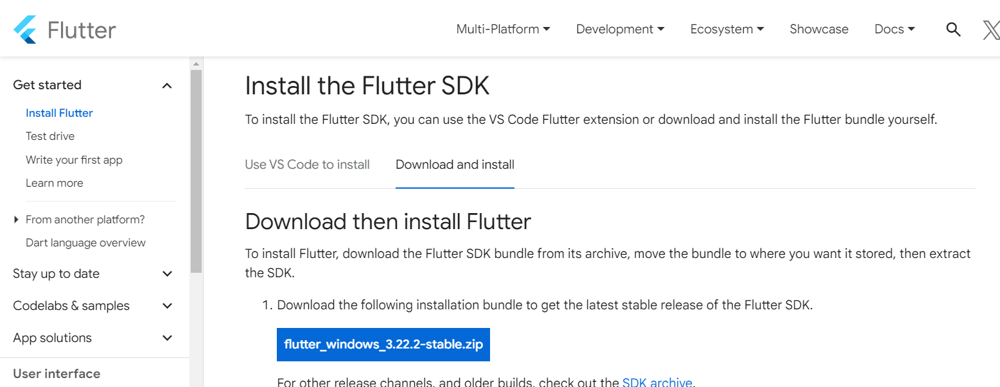 Flutter
Multi-Platform
Development
Ecosystem
Showcase
Docs
Get started
Install Flutter
Test drive
Write your first app
Learn more
From another platform?
Dart language overview
Stay up to date
Codelabs & samples
App solutions
User interface
Install the Flutter SDK
To install the Flutter SDK, you can use the VS Code Flutter extension or download and install the Flutter bundle yourself.
Use VS Code to install
Download and install
Download then install Flutter
To install Flutter, download the Flutter SDK bundle from its archive, move the bundle to where you want it stored, then extract
the SDK.
1. Download the following installation bundle to get the latest stable release of the Flutter SDK.
flutter_windows_3.22.2-stable.zip
For other release channels, and older builds, check out the SDK archive.